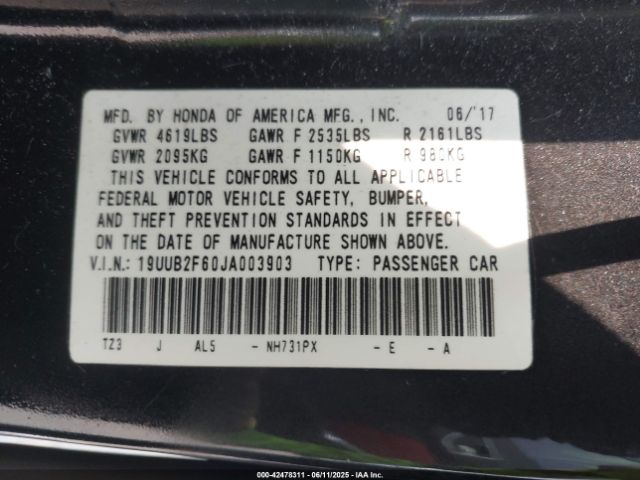 MFD. BY HONDA OF AMERICA MFG., INC. 06/'17
GVWR 4619LBS GAWR F 2535LBS R 2161LBS
GVWR 2095KG GAWR F 1150KG R 980KG
THIS VEHICLE CONFORMS TO ALL APPLICABLE
FEDERAL MOTOR VEHICLE SAFETY, BUMPER,
AND THEFT PREVENTION STANDARDS IN EFFECT
ON THE DATE OF MANUFACTURE SHOWN ABOVE.
V.I.N.: 19UUB2F60JA003903 TYPE: PASSENGER CAR
TZ3 J AL5 - NH731PX - E - A
000-42478311 - 06/11/2025 - IAA Inc.